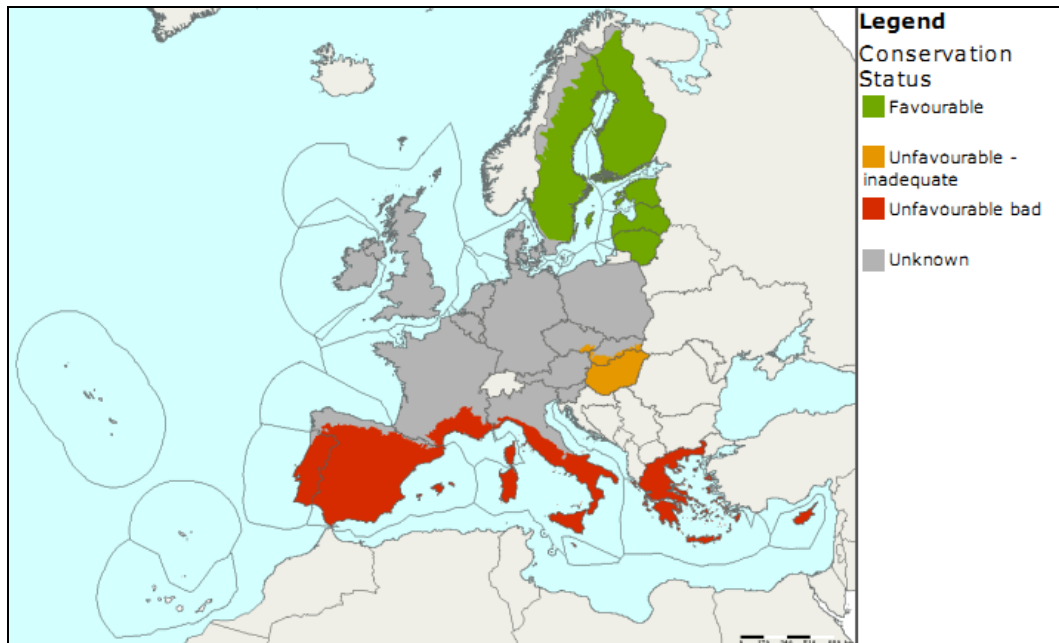 Legend
Conservation
Status
Favourable
Unfavourable -
inadequate
Unfavourable bad
Unknown